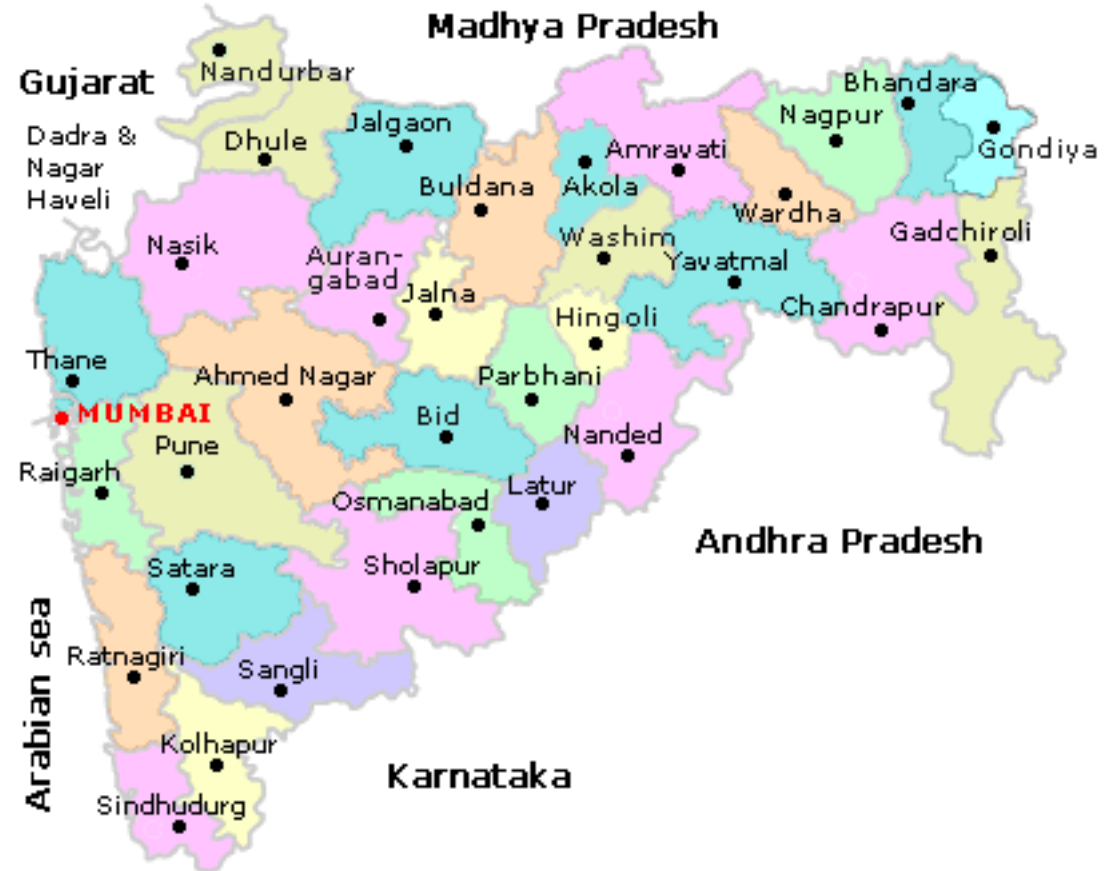 Madhya Pradesh
Gujarat
Nandurbar
Bhandara
Dadra &
Nagar
Haveli
Dhule
Jalgaon
Nagpur
Amravati
Gondiya
Buldana
Akola
Wardha
Nasik
Auran-
gabad
Washim
Yavatmal
Gadchiroli
Jalna
Hingoli
Chandrapur
Thane
Ahmed Nagar
Parbhani
MUMBAI
Bid
Pune
Nanded
Raigarh
Osmanabad
Latur
Andhra Pradesh
Satara
Sholapur
Arabian sea
Ratnagiri
Sangli
Kolhapur
Karnataka
Sindhudurg